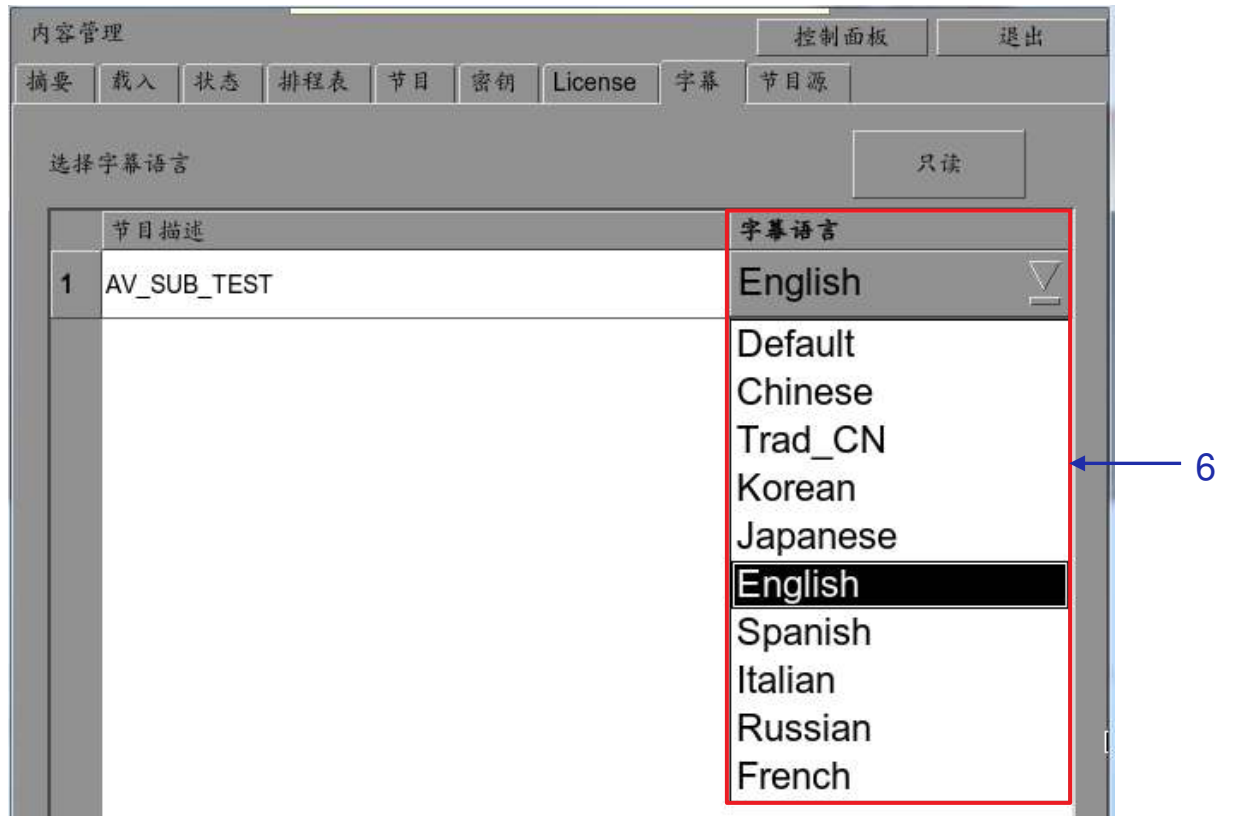 内容管理 控制面板 退出
摘要 载入 状态 排程表 节目 密钥 License 字幕 节目源
选择字幕语言 只读
节目描述 字幕语言
1 AV_SUB_TEST English
Default
Chinese
Trad_CN
Korean
Japanese
English
Spanish
Italian
Russian
French
6